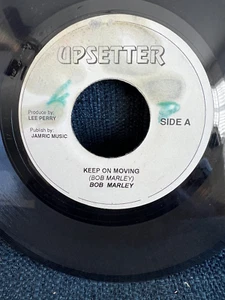 UPSETTER
Produce by:
LEE PERRY
Publish by:
JAMRIC MUSIC
SIDE A
KEEP ON MOVING
(BOB MARLEY)
BOB MARLEY